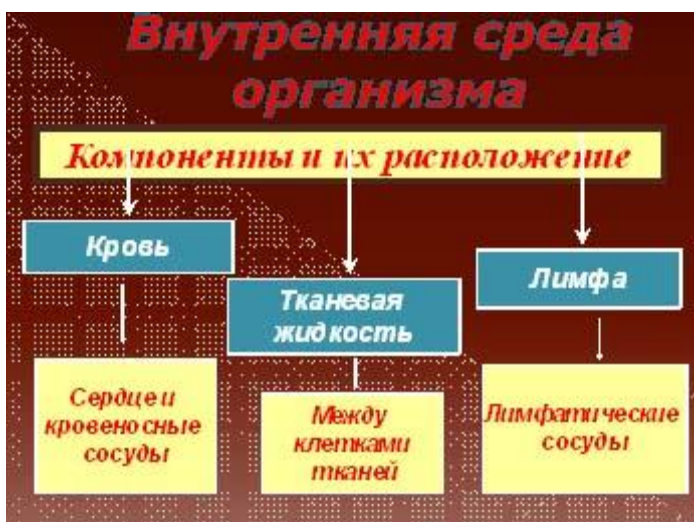 Внутренняя среда
организма
Компоненты и их расположение
Кровь
Тканевая
жидкость
Лимфа
Сердце и
кровеносные
сосуды
Между
клетками
тканей
Лимфатические
сосуды